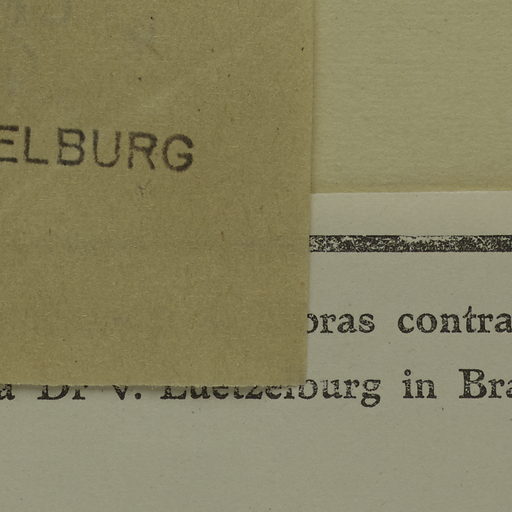 ELBURG
oras contra
a Dr v. Luetzelburg in Bra